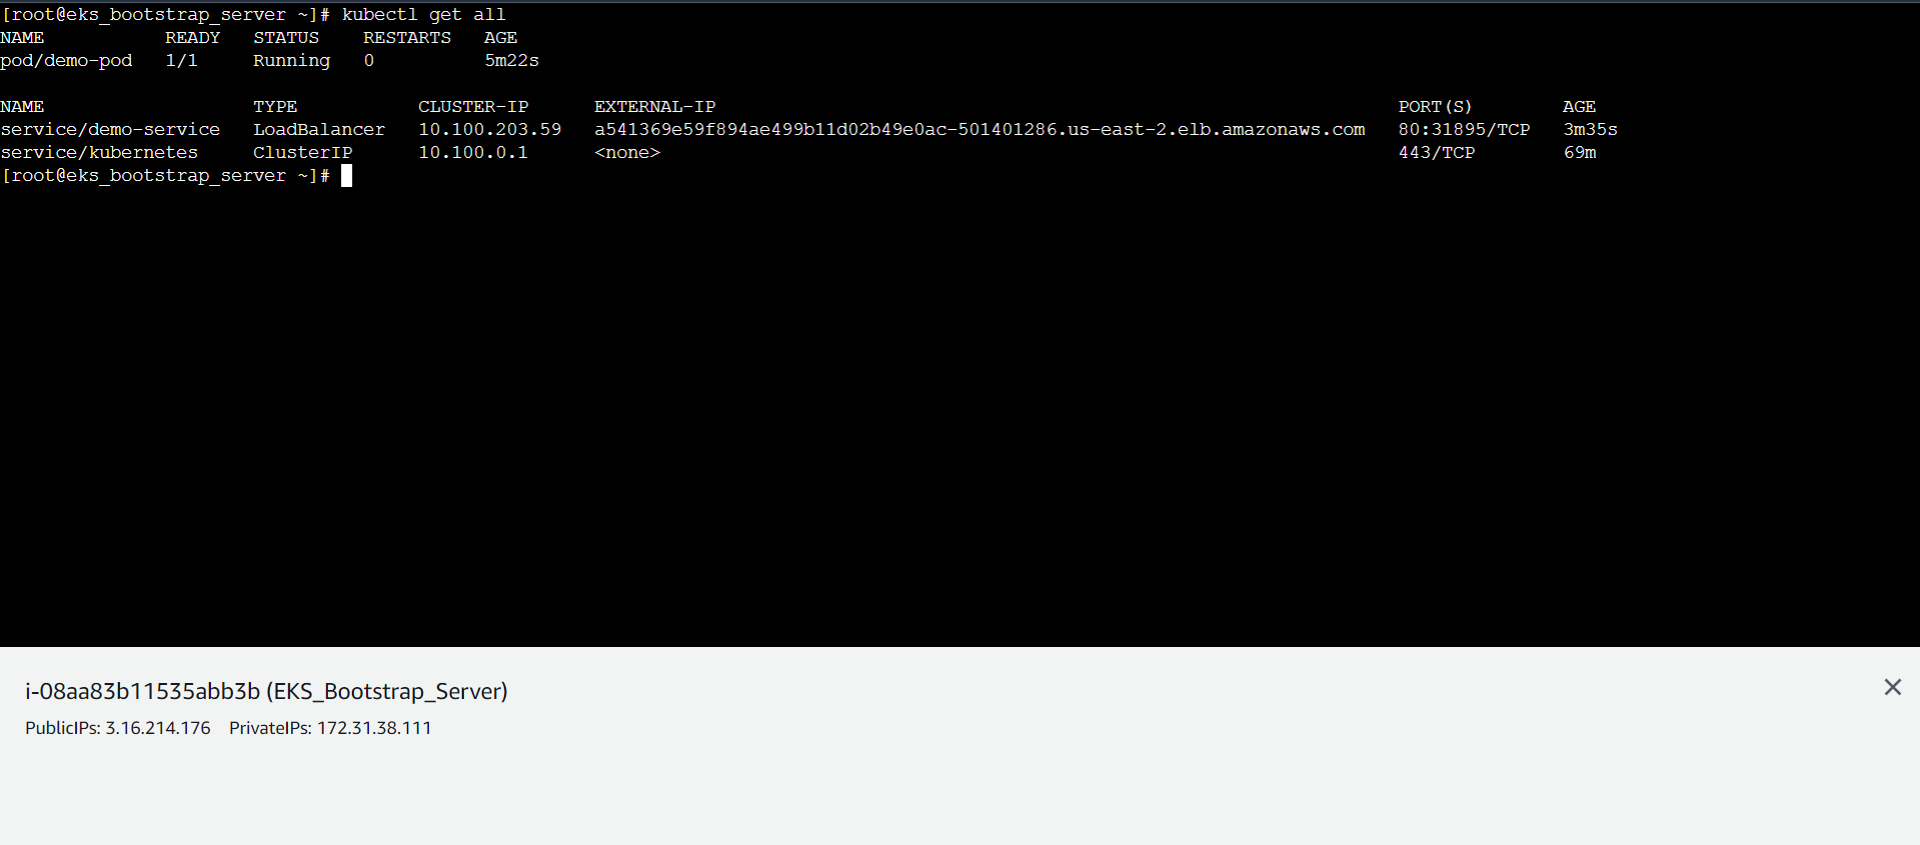 [root@eks_bootstrap_server ~]# kubectl get all
NAME READY STATUS RESTARTS AGE
pod/demo-pod 1/1 Running 0 5m22s
NAME TYPE CLUSTER-IP EXTERNAL-IP PORT(S) AGE
service/demo-service LoadBalancer 10.100.203.59 a541369e59f894ae499b11d02b49e0ac-501401286.us-east-2.elb.amazonaws.com 80:31895/TCP 3m35s
service/kubernetes ClusterIP 10.100.0.1 <none> 443/TCP 69m
[root@eks_bootstrap_server ~]#
i-08aa83b11535abb3b (EKS_Bootstrap_Server)
PublicIPs: 3.16.214.176 PrivateIPs: 172.31.38.111